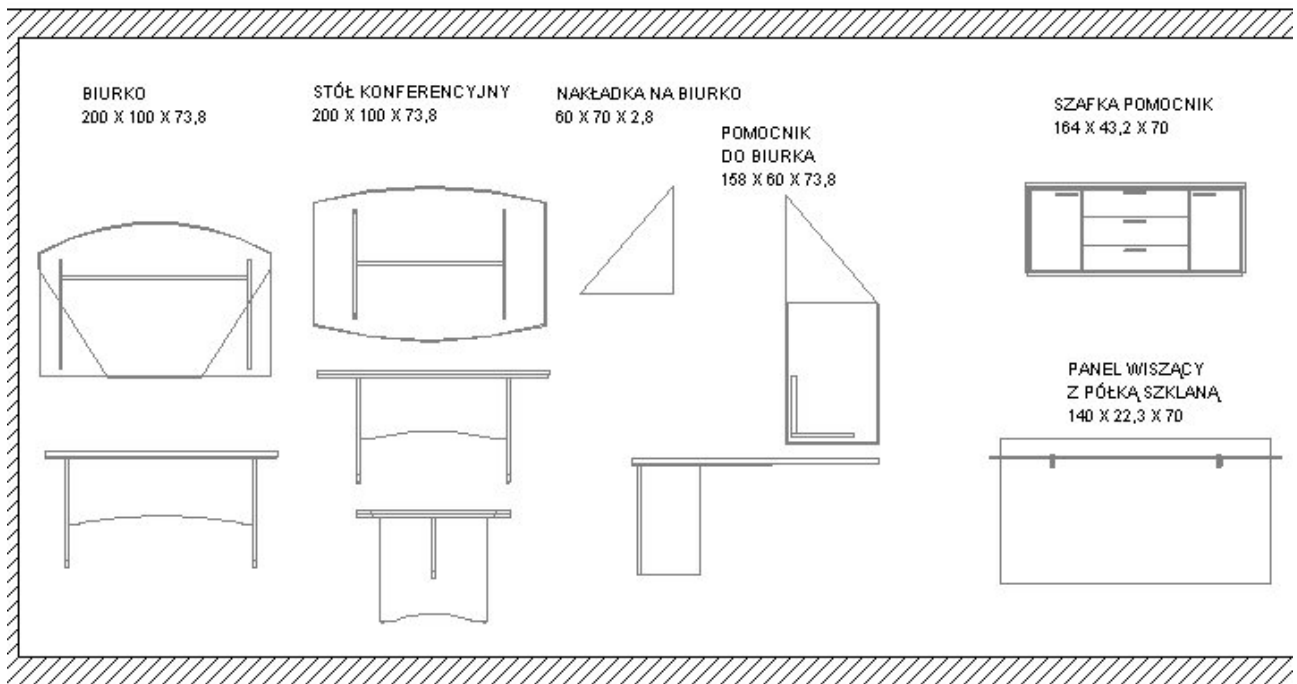 BIURKO
200 X 100 X 73,8
STÓŁ KONFERENCYJNY
200 X 100 X 73,8
NAKŁADKA NA BIURKO
60 X 70 X 2,8
POMOCNIK
DO BIURKA
158 X 60 X 73,8
SZAFKA POMOCNIK
164 X 43,2 X 70
PANEL WISZĄCY
Z PÓŁKĄ SZKLANĄ
140 X 22,3 X 70